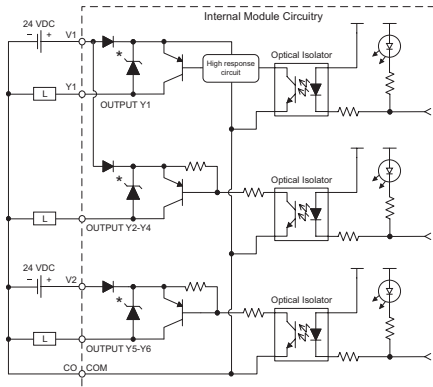 Internal Module Circuitry
24 VDC
− +
V1
*
High response
circuit
Optical Isolator
L
Y1
OUTPUT Y1
Optical Isolator
*
L
OUTPUT Y2-Y4
24 VDC
− +
V2
*
Optical Isolator
L
OUTPUT Y5-Y6
CO
COM